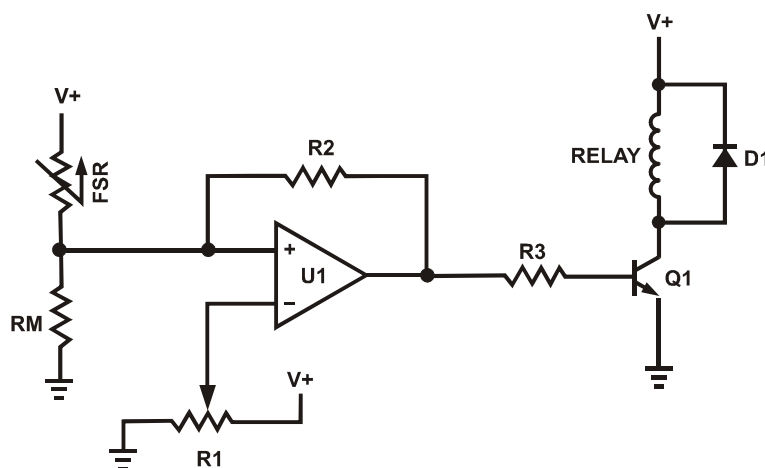 V+
V+
R2
RELAY
D1
FSR
+
U1
R3
Q1
−
RM
V+
R1